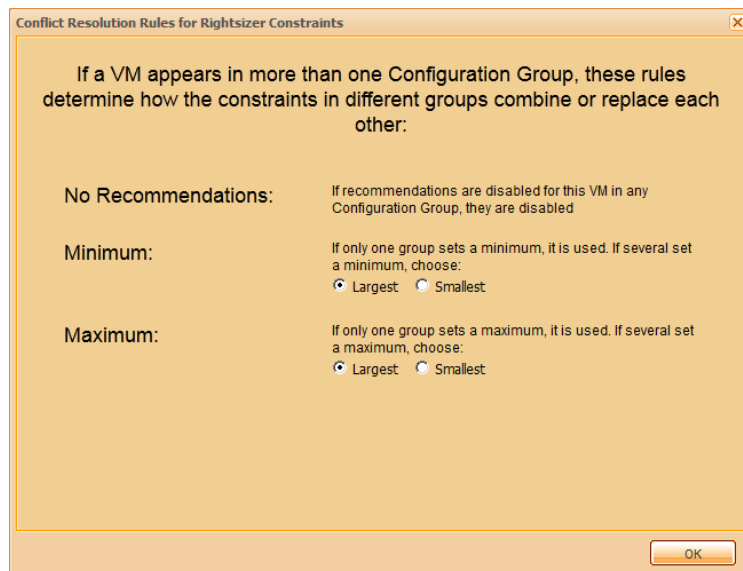 Conflict Resolution Rules for Rightsizer Constraints
If a VM appears in more than one Configuration Group, these rules
determine how the constraints in different groups combine or replace each
other:
No Recommendations:
If recommendations are disabled for this VM in any
Configuration Group, they are disabled
Minimum:
If only one group sets a minimum, it is used. If several set
a minimum, choose:
Largest Smallest
Maximum:
If only one group sets a maximum, it is used. If several set
a maximum, choose:
Largest Smallest
OK